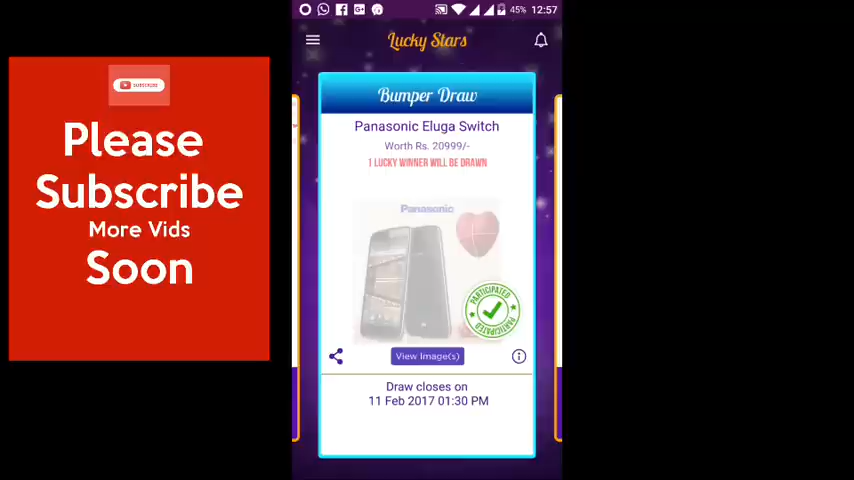 45% 12:57
Lucky Stars
SUBSCRIBE
Please
Subscribe
More Vids
Soon
Bumper Draw
Panasonic Eluga Switch
Worth Rs. 20999/-
1 LUCKY WINNER WILL BE DRAWN
Panasonic
PARTICIPATED
PARTICIPATED
View Image(s)
Draw closes on
11 Feb 2017 01:30 PM